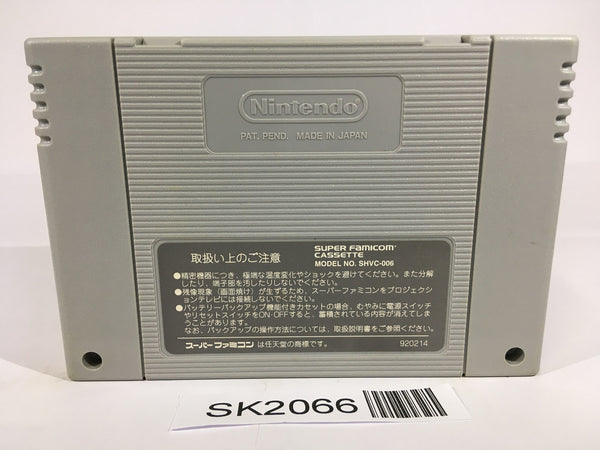 Nintendo
PAT. PEND. MADE IN JAPAN
取扱い上のご注意
SUPER FAMICOM
CASSETTE
MODEL NO. SHVC-006
●精密機器につき、極端な温度変化やショックを避けてください。また分解
したり、端子部を汚したりしないでください。
●残像現象（画面焼け）が生ずるため、スーパーファミコンをプロジェクシ
ョンテレビには接続しないでください。
●バッテリーバックアップ機能付きカセットの場合、むやみに電源スイッチ
やリセットスイッチをON・OFFすると、蓄積されている内容が消えてしま
うことがあります。
なお、バックアップの操作方法については、取扱説明書をご参照ください。
スーパーファミコン は任天堂の商標です。
920214
SK2066